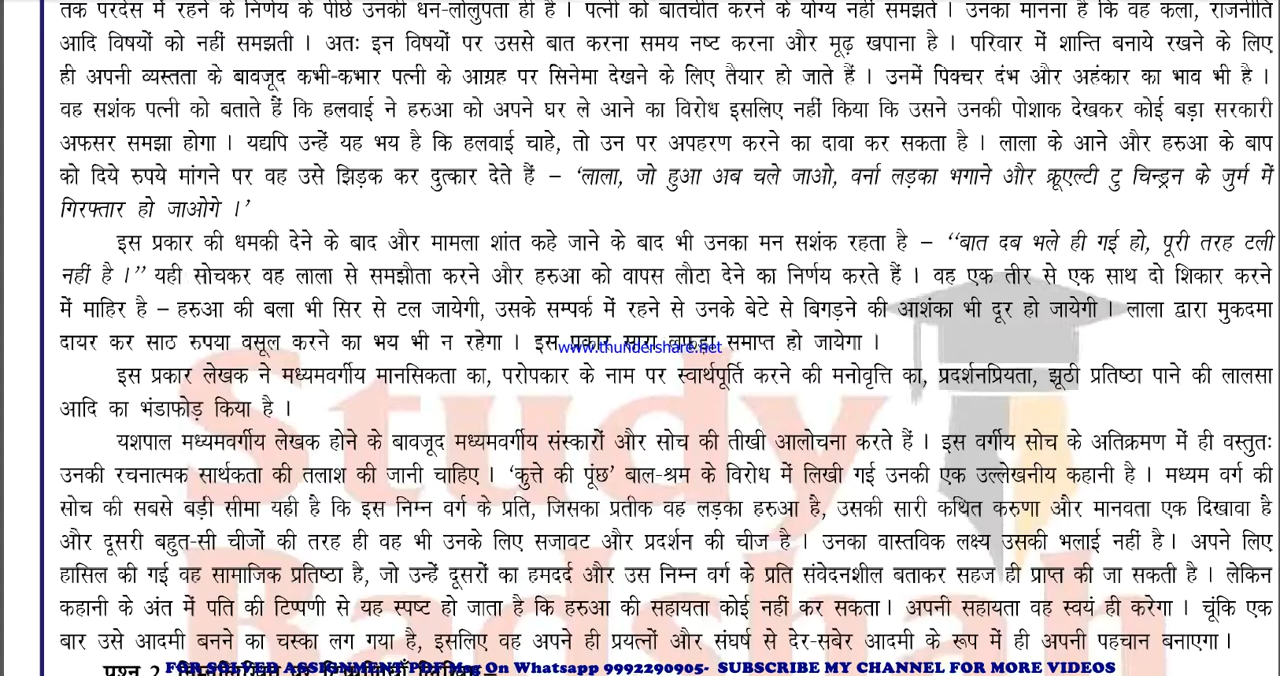 तक परदेस में रहने के निर्णय के पीछे उनकी धन-लोलुपता ही है । पत्नी को बातचीत करने के योग्य नहीं समझते । उनका मानना है कि वह कला, राजनीति
आदि विषयों को नहीं समझती । अतः इन विषयों पर उससे बात करना समय नष्ट करना और मूढ़ खपाना है । परिवार में शान्ति बनाये रखने के लिए
ही अपनी व्यस्तता के बावजूद कभी-कभार पत्नी के आग्रह पर सिनेमा देखने के लिए तैयार हो जाते हैं । उनमें पिक्चर दंभ और अहंकार का भाव भी है ।
वह सशंक पत्नी को बताते हैं कि हलवाई ने हरुआ को अपने घर ले आने का विरोध इसलिए नहीं किया कि उसने उनकी पोशाक देखकर कोई बड़ा सरकारी
अफसर समझा होगा । यद्यपि उन्हें यह भय है कि हलवाई चाहे, तो उन पर अपहरण करने का दावा कर सकता है । लाला के आने और हरुआ के बाप
को दिये रुपये मांगने पर वह उसे झिड़क कर दुत्कार देते हैं – ‘लाला, जो हुआ अब चले जाओ, वर्ना लड़का भगाने और क्रूएल्टी टु चिन्ड्रन के जुर्म में
गिरफ्तार हो जाओगे ।’
इस प्रकार की धमकी देने के बाद और मामला शांत कहे जाने के बाद भी उनका मन सशंक रहता है – ‘‘बात दब भले ही गई हो, पूरी तरह टली
नहीं है ।’’ यही सोचकर वह लाला से समझौता करने और हरुआ को वापस लौटा देने का निर्णय करते हैं । वह एक तीर से एक साथ दो शिकार करने
में माहिर है – हरुआ की बला भी सिर से टल जायेगी, उसके सम्पर्क में रहने से उनके बेटे से बिगड़ने की आशंका भी दूर हो जायेगी । लाला द्वारा मुकदमा
दायर कर साठ रुपया वसूल करने का भय भी न रहेगा । इस प्रकार सारा समाप्त हो जायेगा ।
www.thundershare.net
इस प्रकार लेखक ने मध्यमवर्गीय मानसिकता का, परोपकार के नाम पर स्वार्थपूर्ति करने की मनोवृत्ति का, प्रदर्शनप्रियता, झूठी प्रतिष्ठा पाने की लालसा
आदि का भंडाफोड़ किया है ।
यशपाल मध्यमवर्गीय लेखक होने के बावजूद मध्यमवर्गीय संस्कारों और सोच की तीखी आलोचना करते हैं । इस वर्गीय सोच के अतिक्रमण में ही वस्तुतः
उनकी रचनात्मक सार्थकता की तलाश की जानी चाहिए । ‘कुत्ते की पूंछ’ बाल-श्रम के विरोध में लिखी गई उनकी एक उल्लेखनीय कहानी है । मध्यम वर्ग की
सोच की सबसे बड़ी सीमा यही है कि इस निम्न वर्ग के प्रति, जिसका प्रतीक वह लड़का हरुआ है, उसकी सारी कथित करुणा और मानवता एक दिखावा है
और दूसरी बहुत-सी चीजों की तरह ही वह भी उनके लिए सजावट और प्रदर्शन की चीज है । उनका वास्तविक लक्ष्य उसकी भलाई नहीं है। अपने लिए
हासिल की गई वह सामाजिक प्रतिष्ठा है, जो उन्हें दूसरों का हमदर्द और उस निम्न वर्ग के प्रति संवेदनशील बताकर सहज ही प्राप्त की जा सकती है । लेकिन
कहानी के अंत में पति की टिप्पणी से यह स्पष्ट हो जाता है कि हरुआ की सहायता कोई नहीं कर सकता। अपनी सहायता वह स्वयं ही करेगा । चूंकि एक
बार उसे आदमी बनने का चस्का लग गया है, इसलिए वह अपने ही प्रयत्नों और संघर्ष से देर-सबेर आदमी के रूप में ही अपनी पहचान बनाएगा ।
Study
Badshah
प्रश्न 2
FOR SOLVED ASSIGNMENT PDF Msg On Whatsapp 9992290905- SUBSCRIBE MY CHANNEL FOR MORE VIDEOS